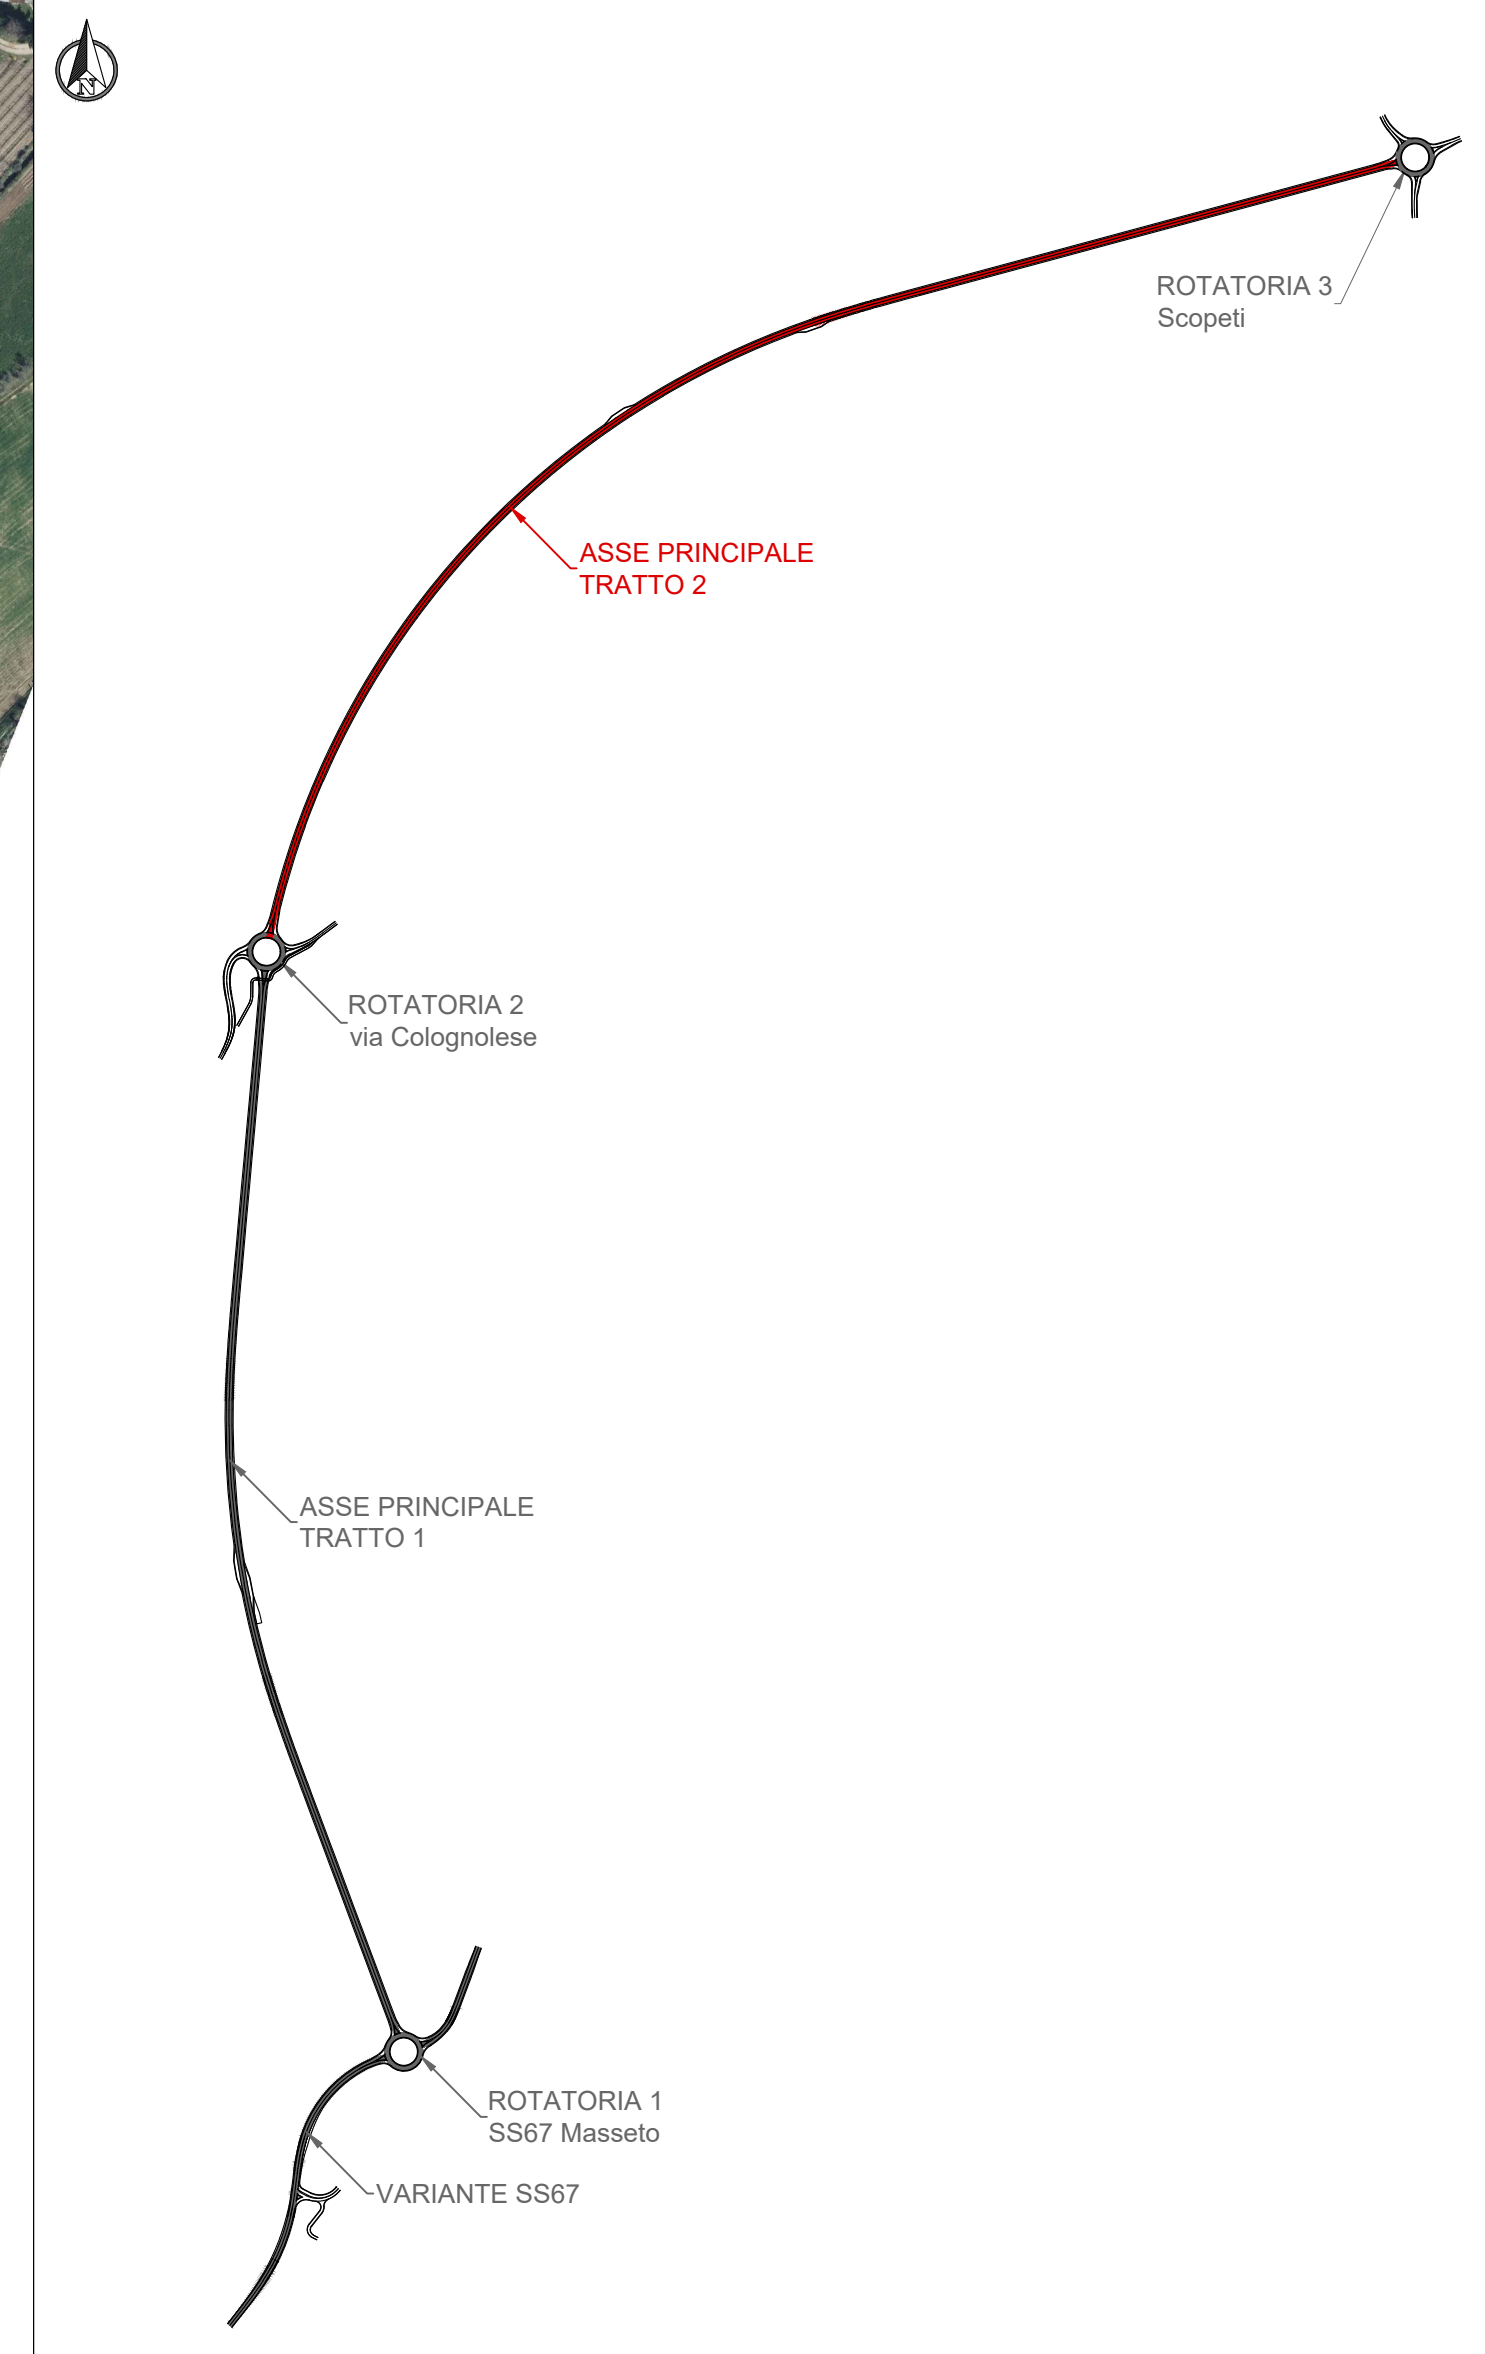 N
ROTATORIA 3
Scopeti
ASSE PRINCIPALE
TRATTO 2
ROTATORIA 2
via Colognolese
ASSE PRINCIPALE
TRATTO 1
ROTATORIA 1
SS67 Masseto
VARIANTE SS67